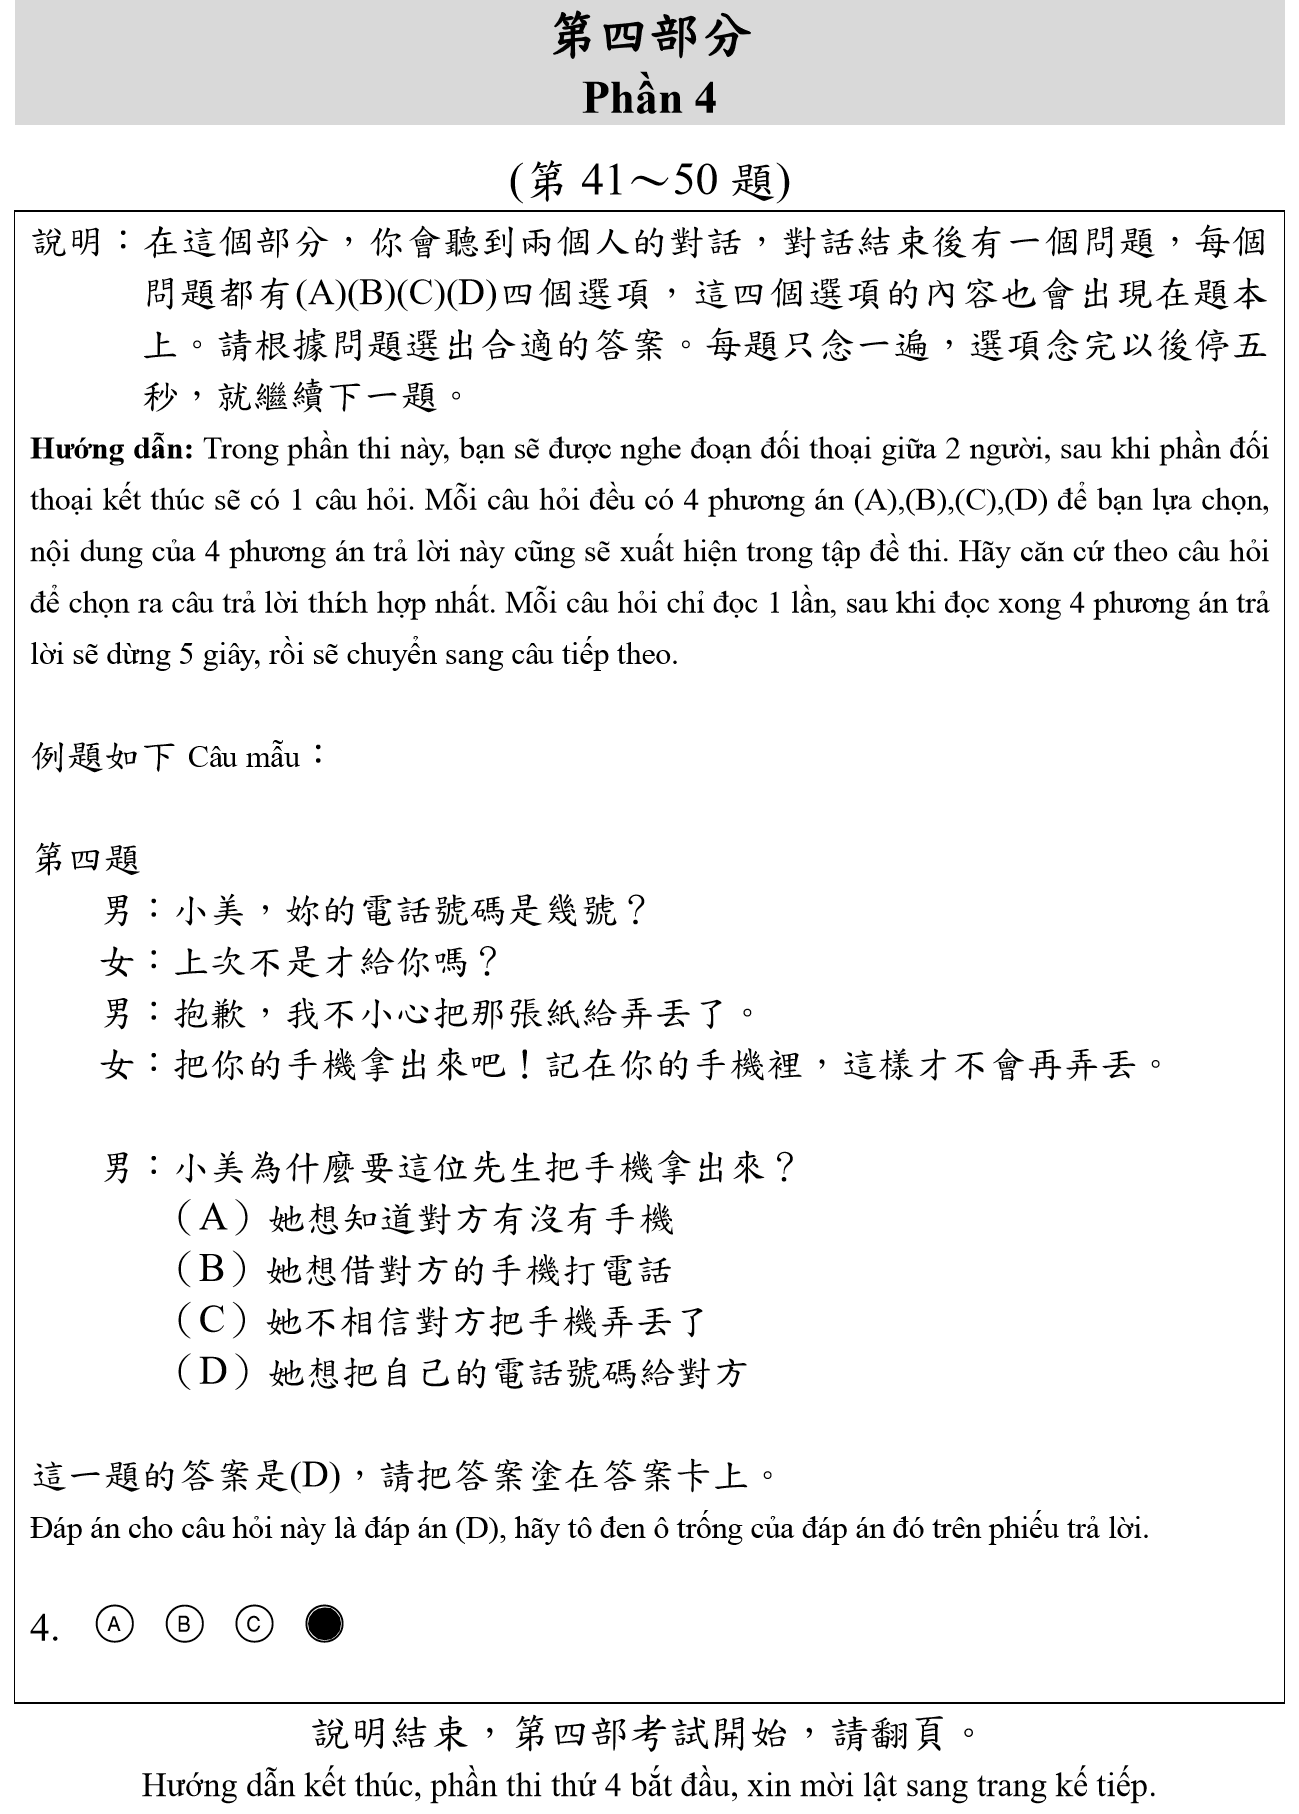 第四部分
Phần 4
(第 41～50 題)
說明：在這個部分，你會聽到兩個人的對話，對話結束後有一個問題，每個
問題都有(A)(B)(C)(D)四個選項，這四個選項的內容也會出現在題本
上。請根據問題選出合適的答案。每題只念一遍，選項念完以後停五
秒，就繼續下一題。
Hướng dẫn: Trong phần thi này, bạn sẽ được nghe đoạn đối thoại giữa 2 người, sau khi phần đối
thoại kết thúc sẽ có 1 câu hỏi. Mỗi câu hỏi đều có 4 phương án (A),(B),(C),(D) để bạn lựa chọn,
nội dung của 4 phương án trả lời này cũng sẽ xuất hiện trong tập đề thi. Hãy căn cứ theo câu hỏi
để chọn ra câu trả lời thích hợp nhất. Mỗi câu hỏi chỉ đọc 1 lần, sau khi đọc xong 4 phương án trả
lời sẽ dừng 5 giây, rồi sẽ chuyển sang câu tiếp theo.
例題如下 Câu mẫu：
第四題
男：小美，妳的電話號碼是幾號？
女：上次不是才給你嗎？
男：抱歉，我不小心把那張紙給弄丟了。
女：把你的手機拿出來吧！記在你的手機裡，這樣才不會再弄丟。
男：小美為什麼要這位先生把手機拿出來？
（A）她想知道對方有沒有手機
（B）她想借對方的手機打電話
（C）她不相信對方把手機弄丟了
（D）她想把自己的電話號碼給對方
這一題的答案是(D)，請把答案塗在答案卡上。
Đáp án cho câu hỏi này là đáp án (D), hãy tô đen ô trống của đáp án đó trên phiếu trả lời.
4. A B C
說明結束，第四部考試開始，請翻頁。
Hướng dẫn kết thúc, phần thi thứ 4 bắt đầu, xin mời lật sang trang kế tiếp.